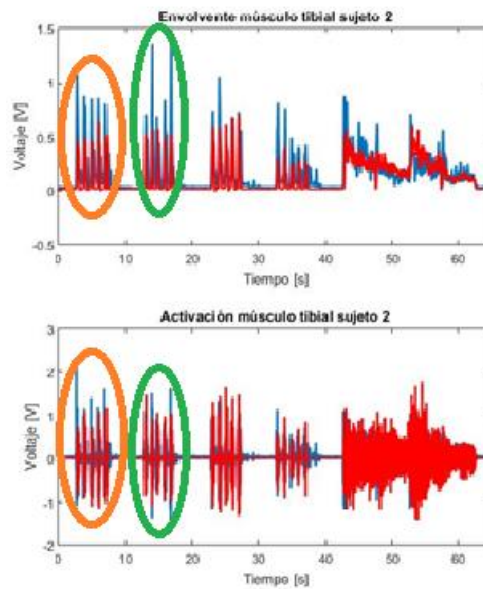 Envolvente músculo tibial sujeto 2
1.5
1
0.5
0
-0.5
Voltaje [V]
0 10 20 30 40 50 60
Tiempo [s]
Activación músculo tibial sujeto 2
3
2
1
0
-1
-2
Voltaje [V]
0 10 20 30 40 50 60
Tiempo [s]